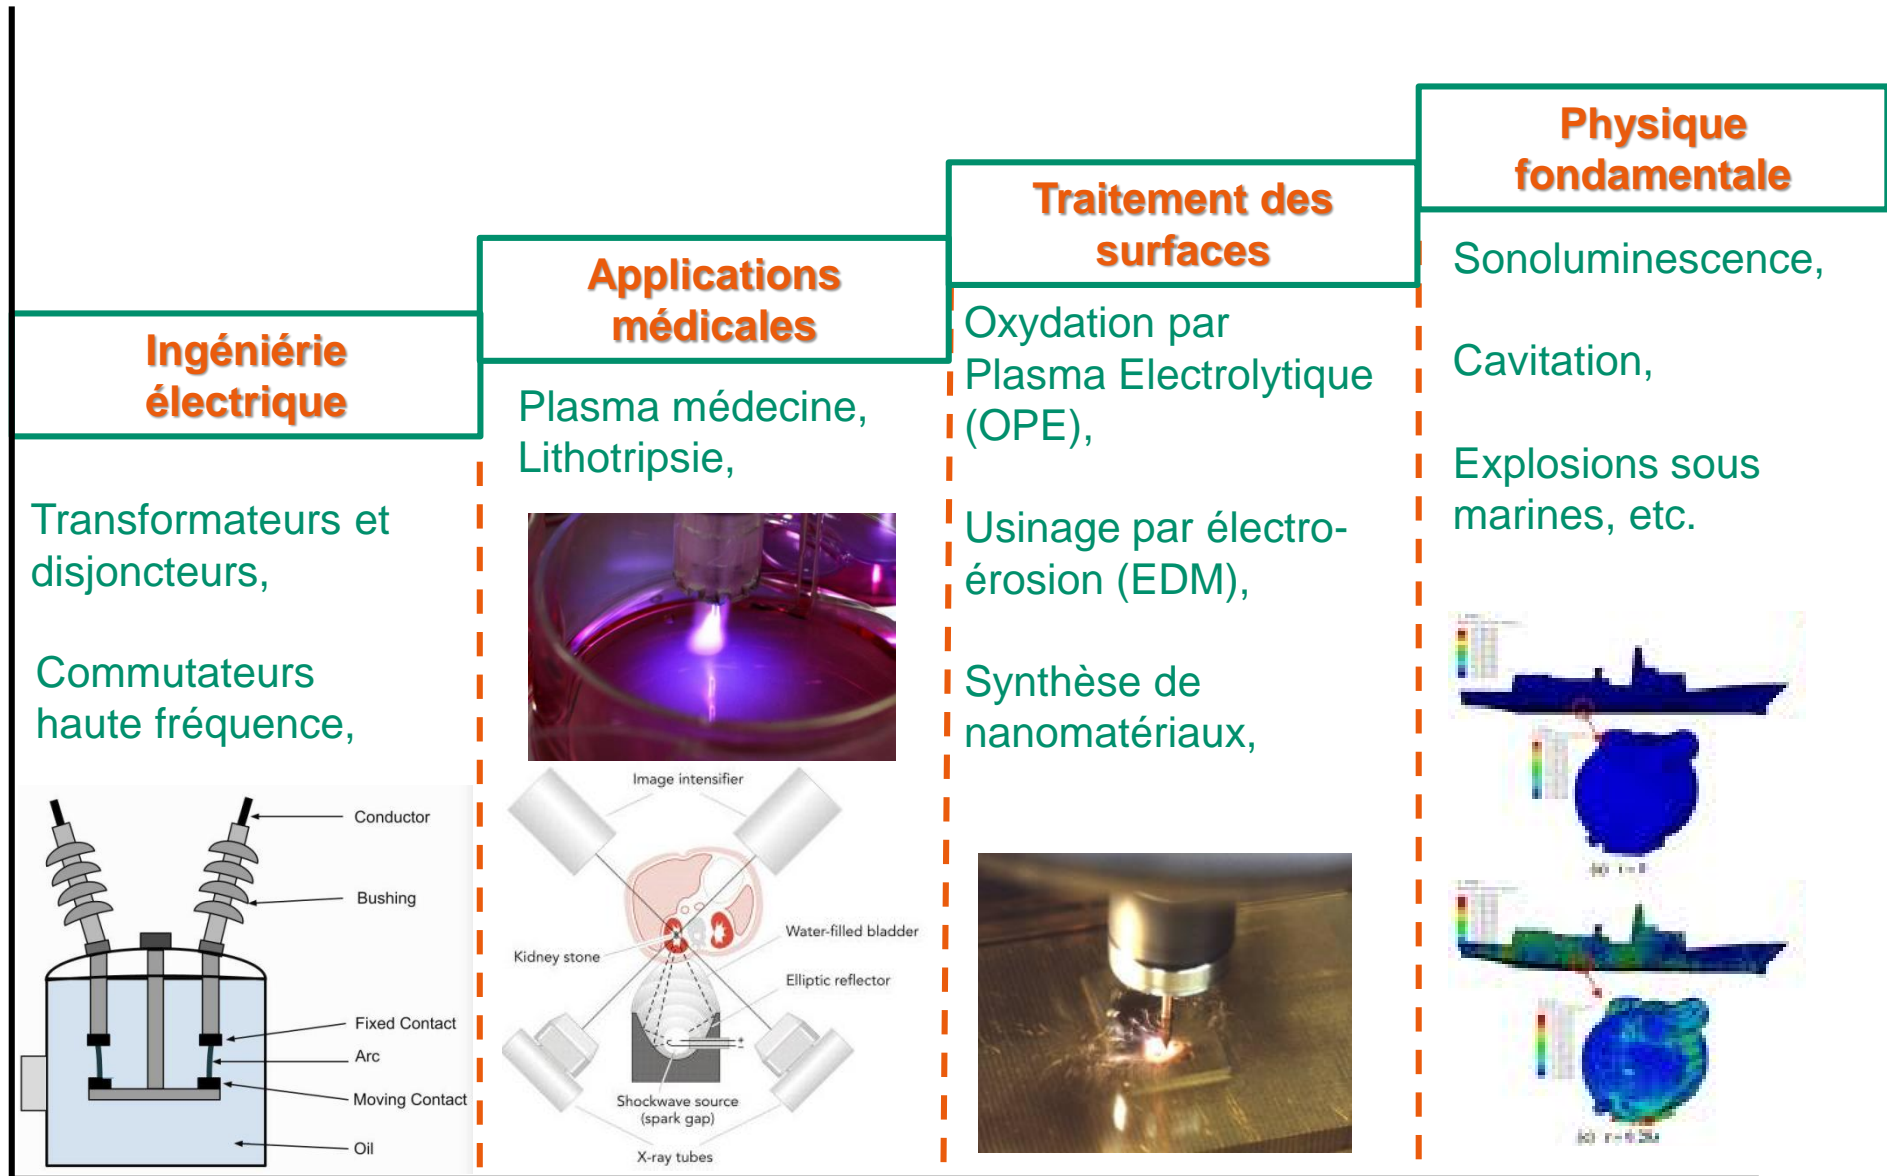 Ingéniérie
électrique
Transformateurs et
disjoncteurs,
Commutateurs
haute fréquence,
Conductor
Bushing
Fixed Contact
Arc
Moving Contact
Oil
Applications
médicales
Plasma médecine,
Lithotripsie,
Image intensifier
Water-filled bladder
Kidney stone
Elliptic reflector
Shockwave source
(spark gap)
X-ray tubes
Traitement des
surfaces
Oxydation par
Plasma Electrolytique
(OPE),
Usinage par électro-
érosion (EDM),
Synthèse de
nanomatériaux,
Physique
fondamentale
Sonoluminescence,
Cavitation,
Explosions sous
marines, etc.